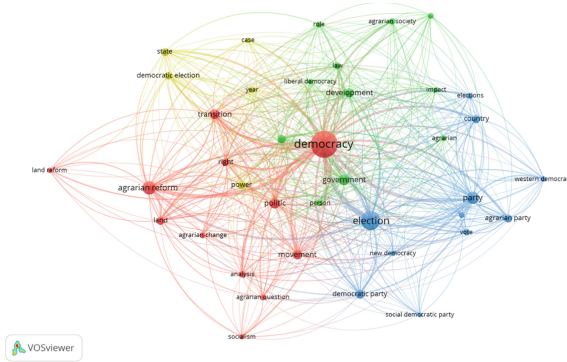 role
agrarian society
case
state
law
democratic election
liberal democracy
year
development
impact
elections
transition
country
democracy
agrarian
right
land reform
government
western democra
agrarian reform
power
party
politic
person
land
election
agrarian party
agrarian change
vote
movement
new democracy
analysis
agrarian question
democratic party
social democratic party
socialism
VOSviewer